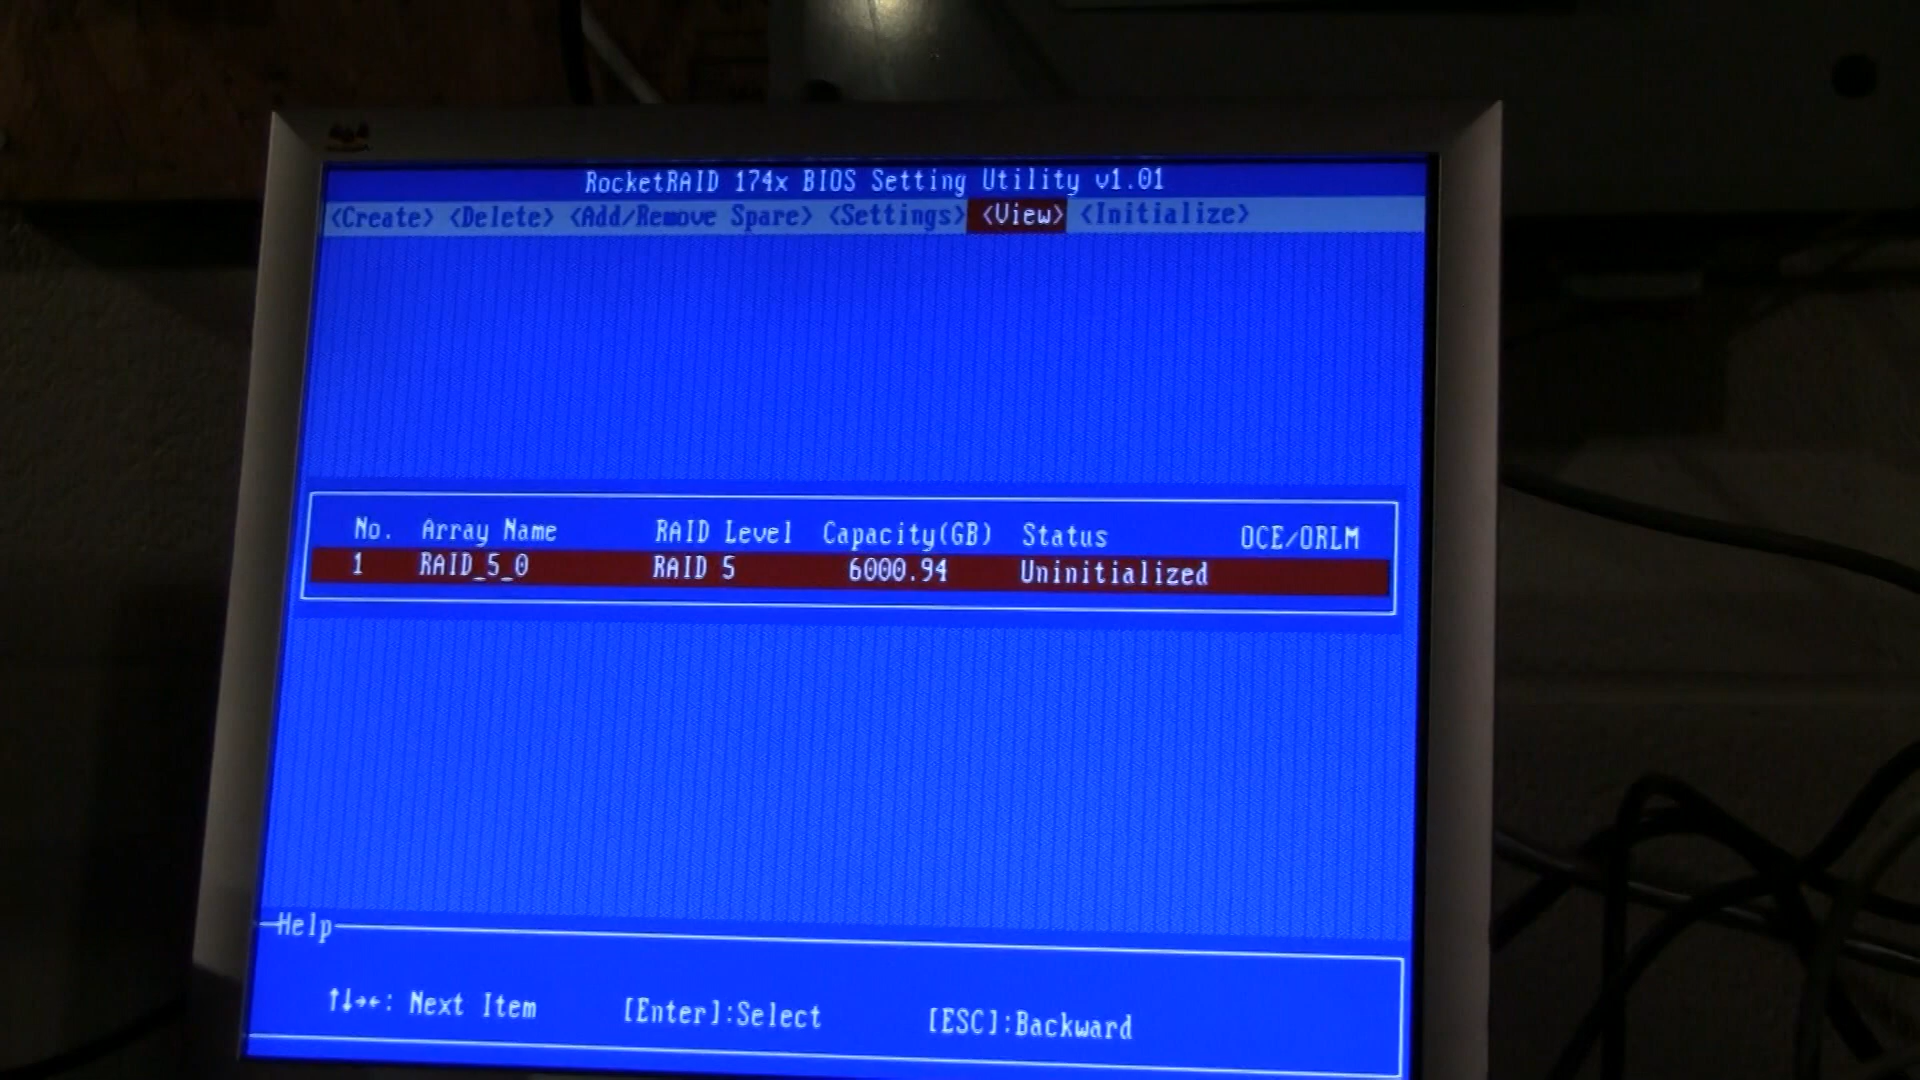 RocketRAID 174x BIOS Setting Utility v1.01
<Create> <Delete> <Add/Remove Spare> <Settings> <View> <Initialize>
No. Array Name RAID Level Capacity(GB) Status OCE/ORLM
1 RAID_5_0 RAID 5 6000.94 Uninitialized
Help
↑↓→←: Next Item [Enter]:Select [ESC]:Backward